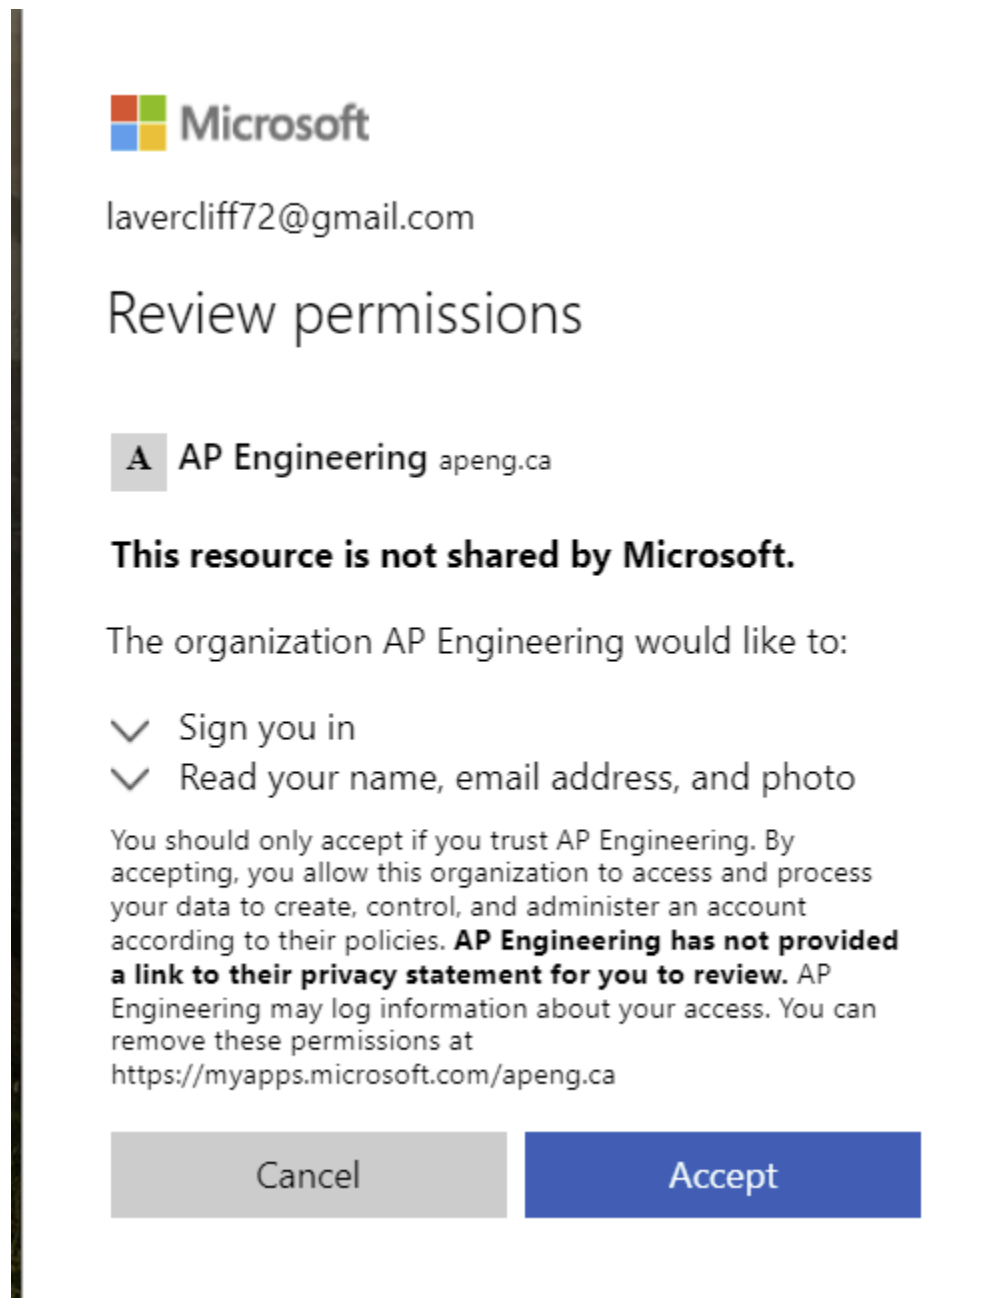 Microsoft
lavercliff72@gmail.com
Review permissions
A AP Engineering apeng.ca
This resource is not shared by Microsoft.
The organization AP Engineering would like to:
Sign you in
Read your name, email address, and photo
You should only accept if you trust AP Engineering. By
accepting, you allow this organization to access and process
your data to create, control, and administer an account
according to their policies. AP Engineering has not provided
a link to their privacy statement for you to review. AP
Engineering may log information about your access. You can
remove these permissions at
https://myapps.microsoft.com/apeng.ca
Cancel Accept